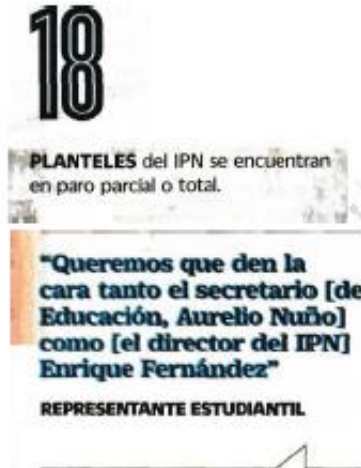 18
PLANTELES del IPN se encuentran
en paro parcial o total.
"Queremos que den la
cara tanto el secretario [de
Educación, Aurelio Nuño]
como [el director del IPN]
Enrique Fernández"
REPRESENTANTE ESTUDIANTIL